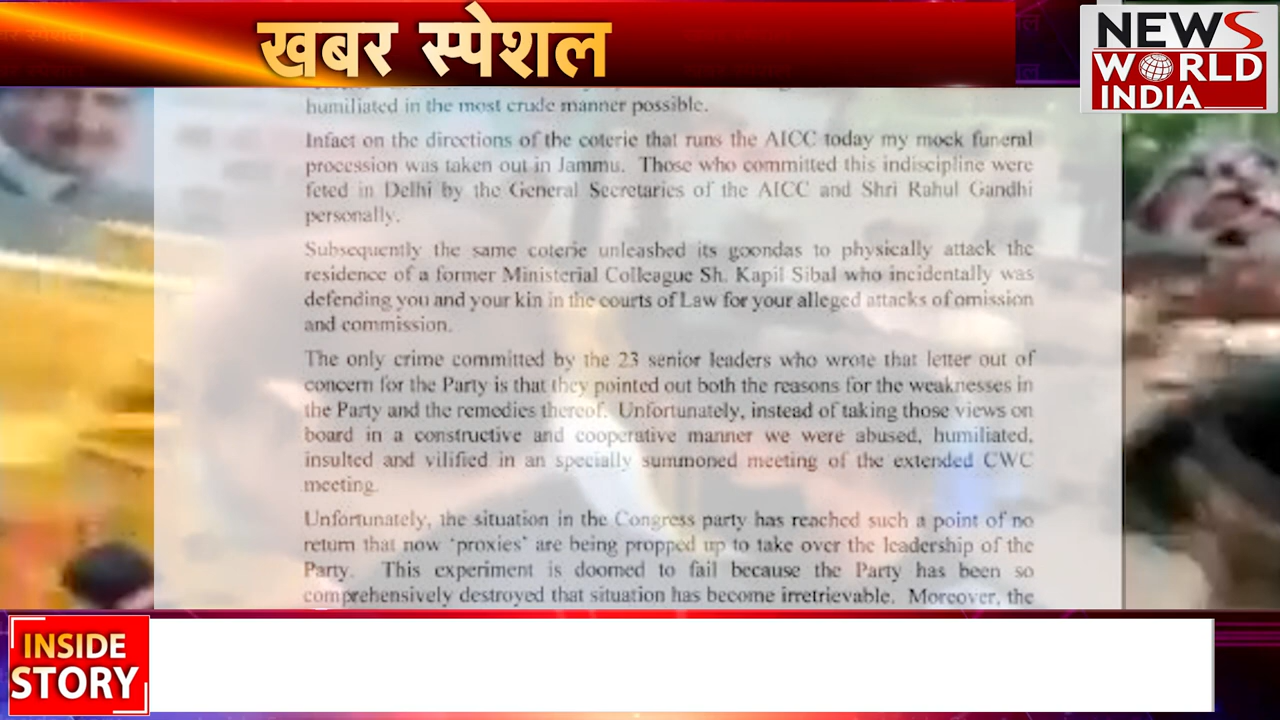 खबर स्पेशल
NEWS
WORLD
INDIA
humiliated in the most crude manner possible.
Infact on the directions of the coterie that runs the AICC today my mock funeral
procession was taken out in Jammu. Those who committed this indiscipline were
feted in Delhi by the General Secretaries of the AICC and Shri Rahul Gandhi
personally.
Subsequently the same coterie unleashed its goondas to physically attack the
residence of a former Ministerial Colleague Sh. Kapil Sibal who incidentally was
defending you and your kin in the courts of Law for your alleged attacks of omission
and commission.
The only crime committed by the 23 senior leaders who wrote that letter out of
concern for the Party is that they pointed out both the reasons for the weaknesses in
the Party and the remedies thereof. Unfortunately, instead of taking those views on
board in a constructive and cooperative manner we were abused, humiliated,
insulted and vilified in an specially summoned meeting of the extended CWC
meeting.
Unfortunately, the situation in the Congress party has reached such a point of no
return that now 'proxies' are being propped up to take over the leadership of the
Party. This experiment is doomed to fail because the Party has been so
comprehensively destroyed that situation has become irretrievable. Moreover, the
INSIDE
STORY